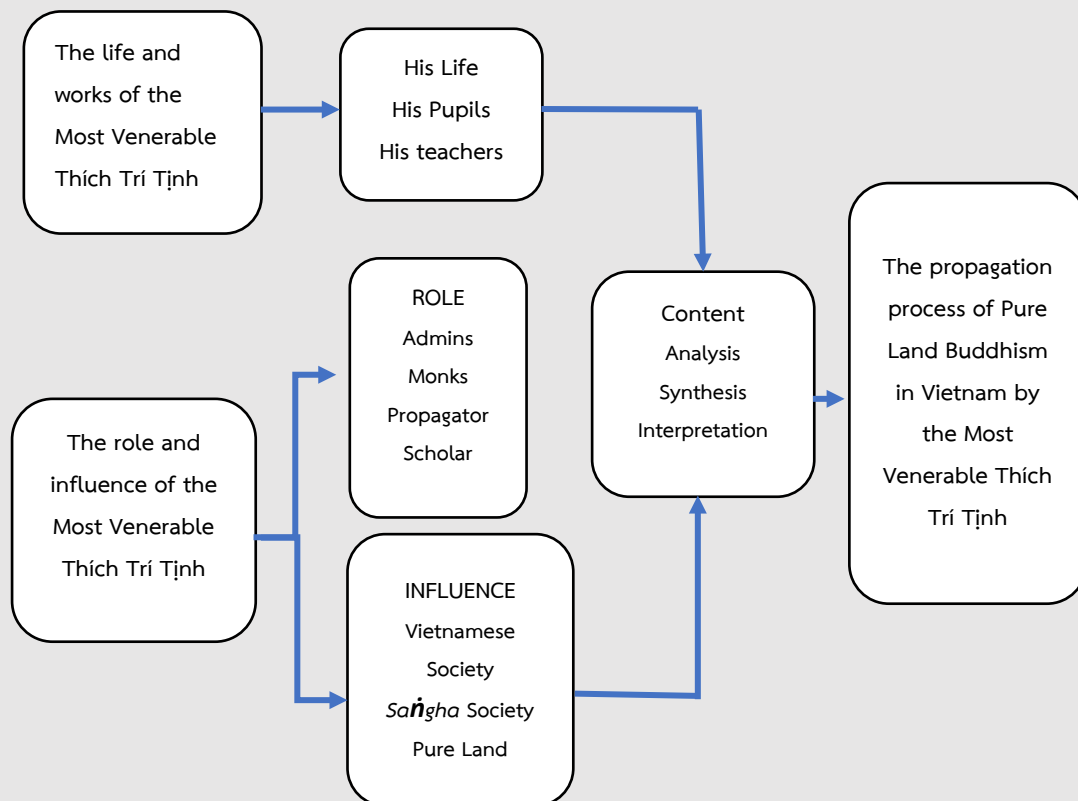 The life and
works of the
Most Venerable
Thích Trí Tịnh
His Life
His Pupils
His teachers
ROLE
Admins
Monks
Propagator
Scholar
The role and
influence of the
Most Venerable
Thích Trí Tịnh
INFLUENCE
Vietnamese
Society
Saṅgha Society
Pure Land
Content
Analysis
Synthesis
Interpretation
The propagation
process of Pure
Land Buddhism
in Vietnam by
the Most
Venerable Thích
Trí Tịnh